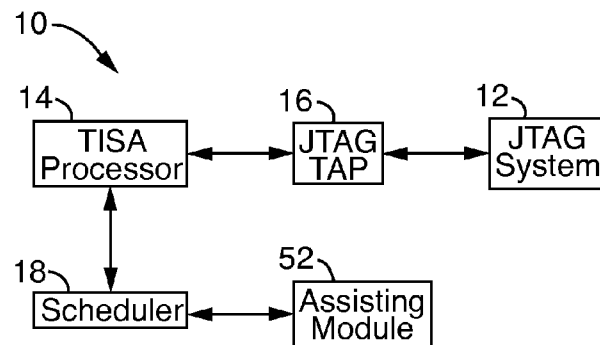 10
14
16
12
TISA
Processor
JTAG
TAP
JTAG
System
18
52
Scheduler
Assisting
Module